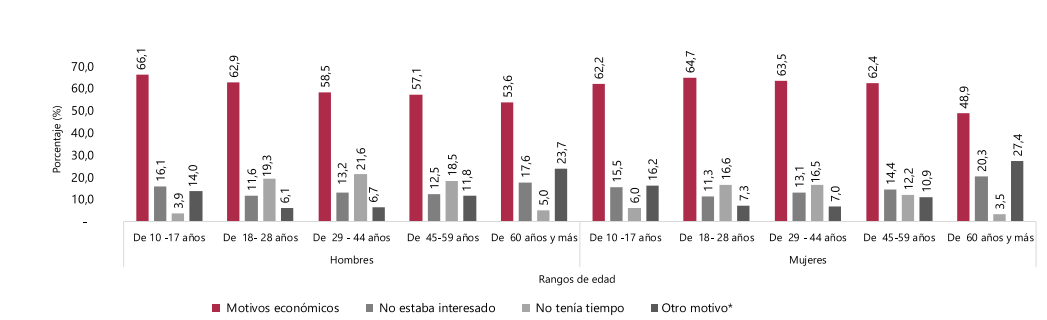 Porcentaje (%)
70,0
60,0
50,0
40,0
30,0
20,0
10,0
-
66,1
16,1
3,9
14,0
62,9
11,6
19,3
6,1
58,5
13,2
21,6
6,7
57,1
12,5
18,5
11,8
53,6
17,6
5,0
23,7
62,2
15,5
6,0
16,2
64,7
11,3
16,6
7,3
63,5
13,1
16,5
7,0
62,4
14,4
12,2
10,9
48,9
20,3
3,5
27,4
De 10 -17 años
De 18- 28 años
De 29 - 44 años
De 45-59 años
De 60 años y más
De 10 -17 años
De 18- 28 años
De 29 - 44 años
De 45-59 años
De 60 años y más
Hombres
Mujeres
Rangos de edad
Motivos económicos
No estaba interesado
No tenía tiempo
Otro motivo*